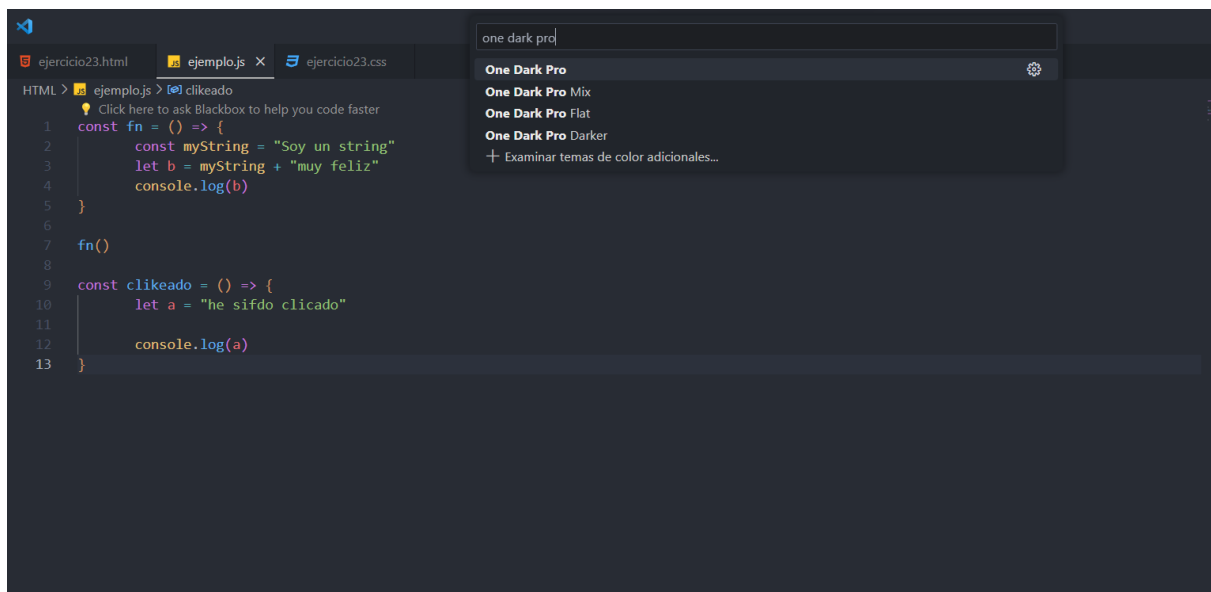 one dark pro
ejercicio23.html JS ejemplo.js ejercicio23.css
One Dark Pro
One Dark Pro Mix
One Dark Pro Flat
One Dark Pro Darker
+ Examinar temas de color adicionales...
HTML > JS ejemplo.js > clikeado
Click here to ask Blackbox to help you code faster
1 const fn = () => {
2 const myString = "Soy un string"
3 let b = myString + "muy feliz"
4 console.log(b)
5 }
6
7 fn()
8
9 const clikeado = () => {
10 let a = "he sifdo clicado"
11
12 console.log(a)
13 }